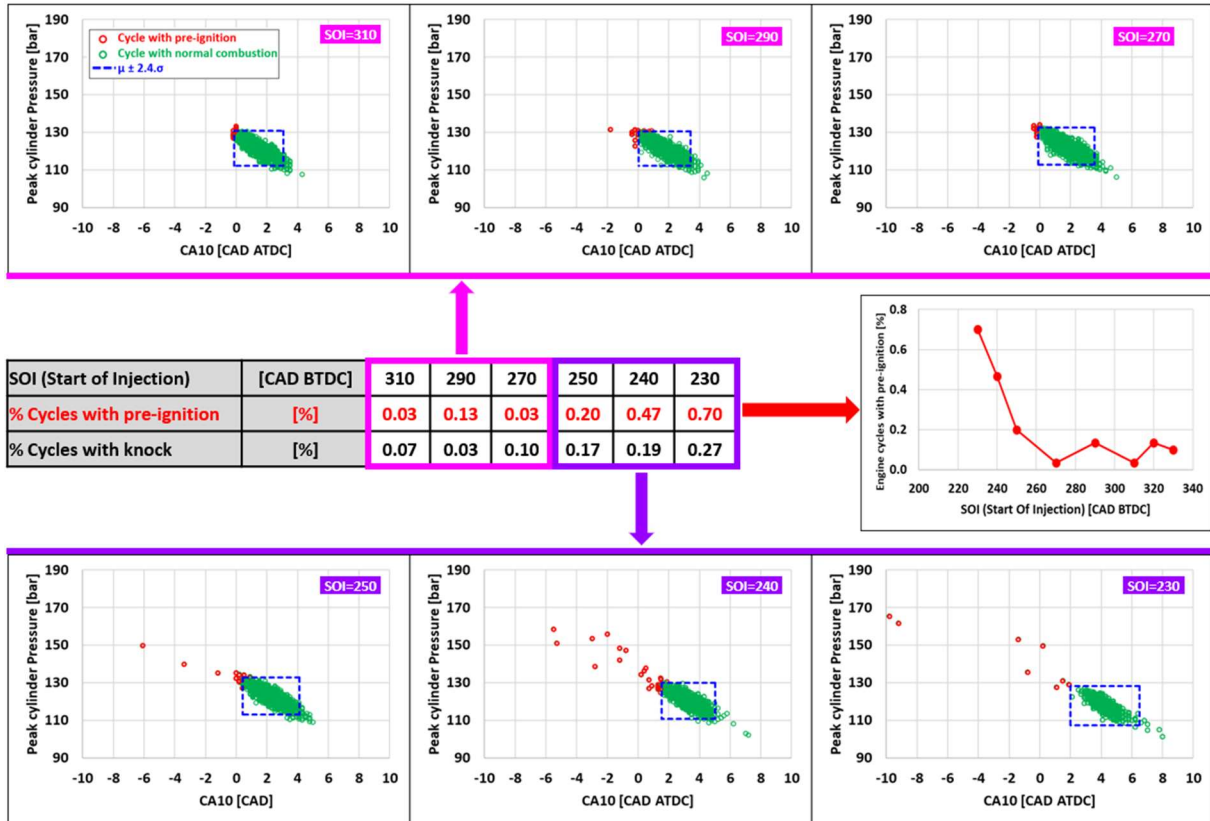 Peak cylinder Pressure [bar]
190
170
150
130
110
90
Cycle with pre-ignition
Cycle with normal combustion
μ ± 2.4.σ
SOI=310
-10 -8 -6 -4 -2 0 2 4 6 8 10
CA10 [CAD ATDC]
Peak cylinder Pressure [bar]
190
170
150
130
110
90
SOI=290
-10 -8 -6 -4 -2 0 2 4 6 8 10
CA10 [CAD ATDC]
Peak cylinder Pressure [bar]
190
170
150
130
110
90
SOI=270
-10 -8 -6 -4 -2 0 2 4 6 8 10
CA10 [CAD ATDC]
SOI (Start of Injection) [CAD BTDC] 310 290 270 250 240 230
% Cycles with pre-ignition [%] 0.03 0.13 0.03 0.20 0.47 0.70
% Cycles with knock [%] 0.07 0.03 0.10 0.17 0.19 0.27
Engine cycles with pre-ignition [%]
0.8
0.6
0.4
0.2
0.0
200 220 240 260 280 300 320 340
SOI (Start Of Injection) [CAD BTDC]
Peak cylinder Pressure [bar]
190
170
150
130
110
90
SOI=250
-10 -8 -6 -4 -2 0 2 4 6 8 10
CA10 [CAD]
Peak cylinder Pressure [bar]
190
170
150
130
110
90
SOI=240
-10 -8 -6 -4 -2 0 2 4 6 8 10
CA10 [CAD ATDC]
Peak cylinder Pressure [bar]
190
170
150
130
110
90
SOI=230
-10 -8 -6 -4 -2 0 2 4 6 8 10
CA10 [CAD ATDC]